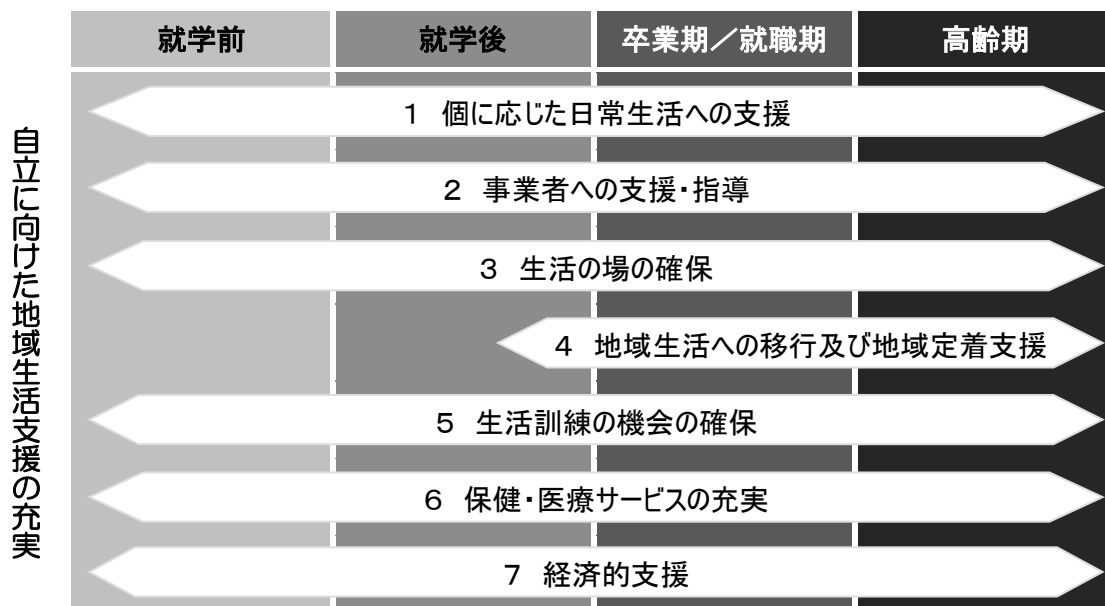 就学前
就学後
卒業期／就職期
高齢期
自立に向けた地域生活支援の充実
１　個に応じた日常生活への支援
２　事業者への支援・指導
３　生活の場の確保
４　地域生活への移行及び地域定着支援
５　生活訓練の機会の確保
６　保健・医療サービスの充実
７　経済的支援